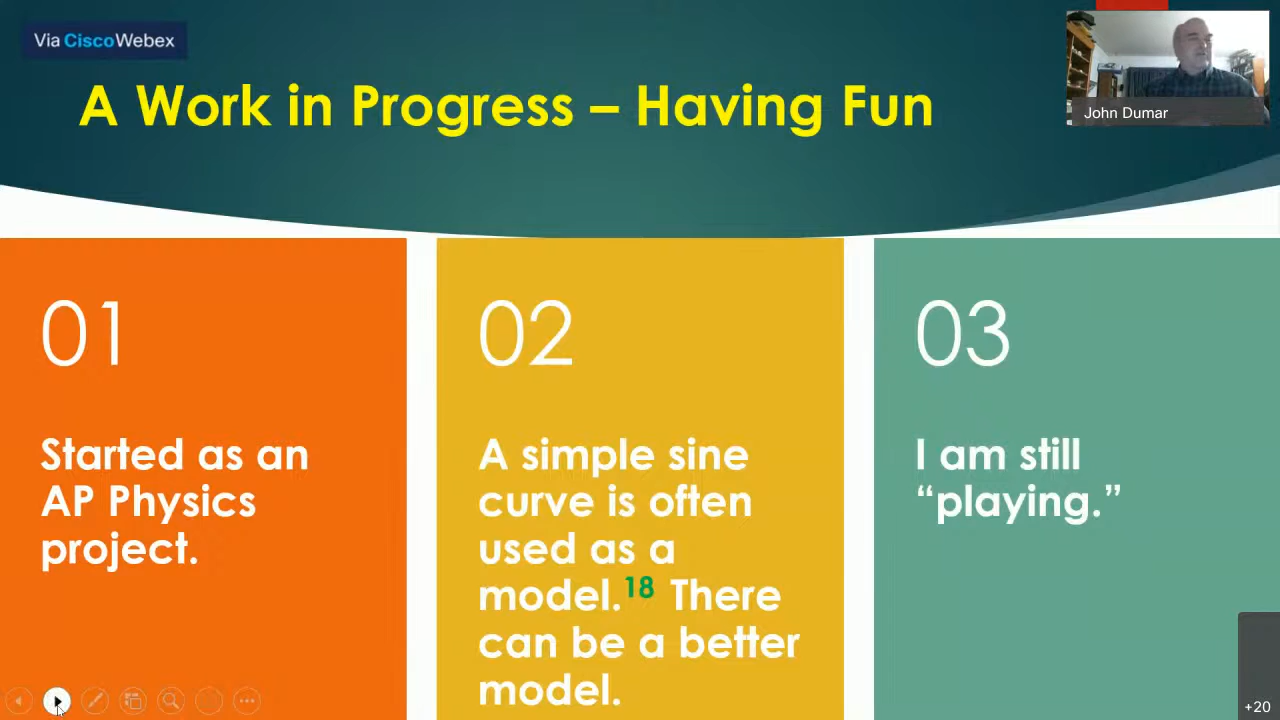 Via CiscoWebex
A Work in Progress – Having Fun
John Dumar
01
Started as an
AP Physics
project.
02
A simple sine
curve is often
used as a
model.18 There
can be a better
model.
03
I am still
“playing.”
+20